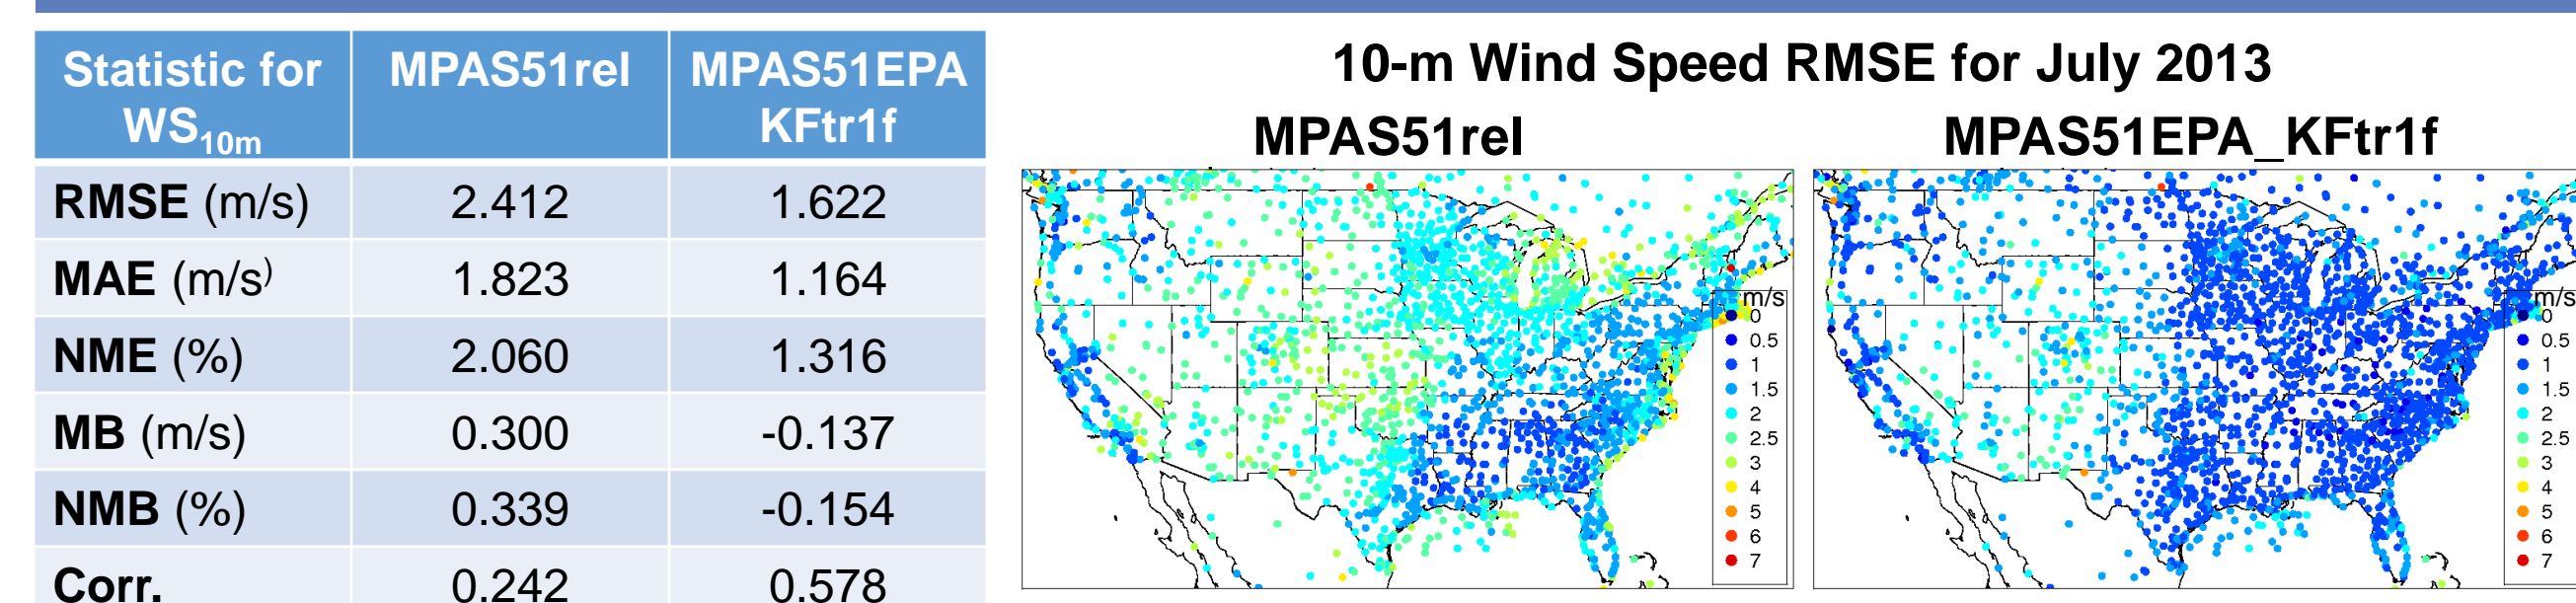 Statistic for WS10m MPAS51rel MPAS51EPA KFtr1f
RMSE (m/s) 2.412 1.622
MAE (m/s) 1.823 1.164
NME (%) 2.060 1.316
MB (m/s) 0.300 -0.137
NMB (%) 0.339 -0.154
Corr. 0.242 0.578
10-m Wind Speed RMSE for July 2013
MPAS51rel MPAS51EPA_KFtr1f
m/s
0
0.5
1
1.5
2
2.5
3
4
5
6
7
m/s
0
0.5
1
1.5
2
2.5
3
4
5
6
7